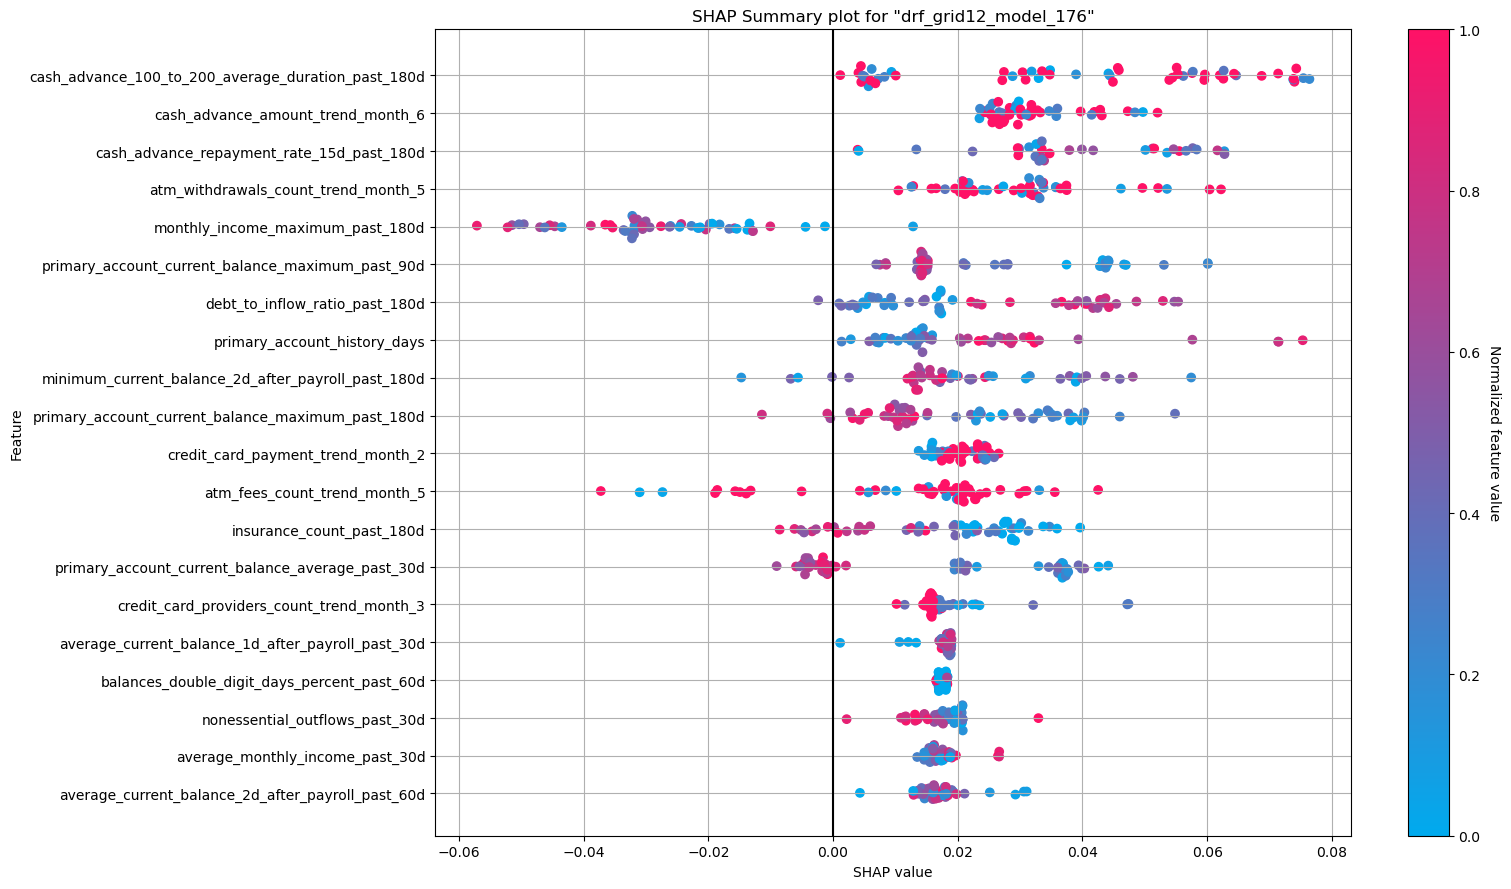 SHAP Summary plot for "drf_grid12_model_176"
cash_advance_100_to_200_average_duration_past_180d
cash_advance_amount_trend_month_6
cash_advance_repayment_rate_15d_past_180d
atm_withdrawals_count_trend_month_5
monthly_income_maximum_past_180d
primary_account_current_balance_maximum_past_90d
debt_to_inflow_ratio_past_180d
primary_account_history_days
minimum_current_balance_2d_after_payroll_past_180d
primary_account_current_balance_maximum_past_180d
credit_card_payment_trend_month_2
atm_fees_count_trend_month_5
insurance_count_past_180d
primary_account_current_balance_average_past_30d
credit_card_providers_count_trend_month_3
average_current_balance_1d_after_payroll_past_30d
balances_double_digit_days_percent_past_60d
nonessential_outflows_past_30d
average_monthly_income_past_30d
average_current_balance_2d_after_payroll_past_60d
Feature
−0.06 −0.04 −0.02 0.00 0.02 0.04 0.06 0.08
SHAP value
1.0
0.8
0.6
0.4
0.2
0.0
Normalized feature value